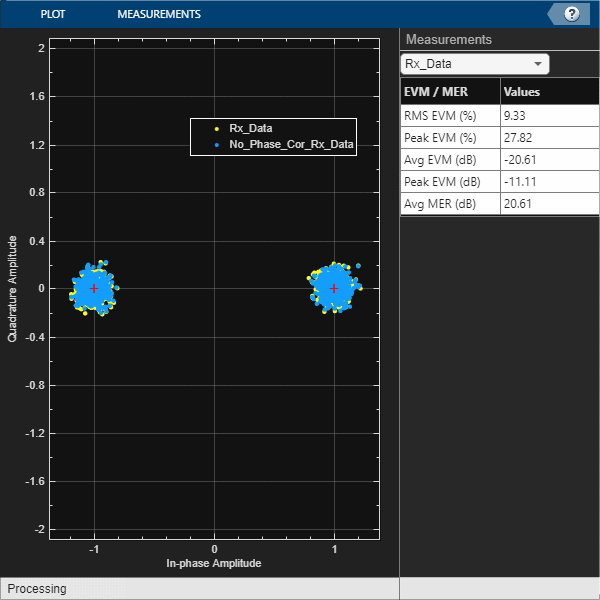 PLOT MEASUREMENTS ?
Measurements
Rx_Data
EVM / MER Values
RMS EVM (%) 9.33
Peak EVM (%) 27.82
Avg EVM (dB) -20.61
Peak EVM (dB) -11.11
Avg MER (dB) 20.61
2
1.6
1.2
0.8
0.4
0
-0.4
-0.8
-1.2
-1.6
-2
Quadrature Amplitude
Rx_Data
No_Phase_Cor_Rx_Data
-1 0 1
In-phase Amplitude
Processing